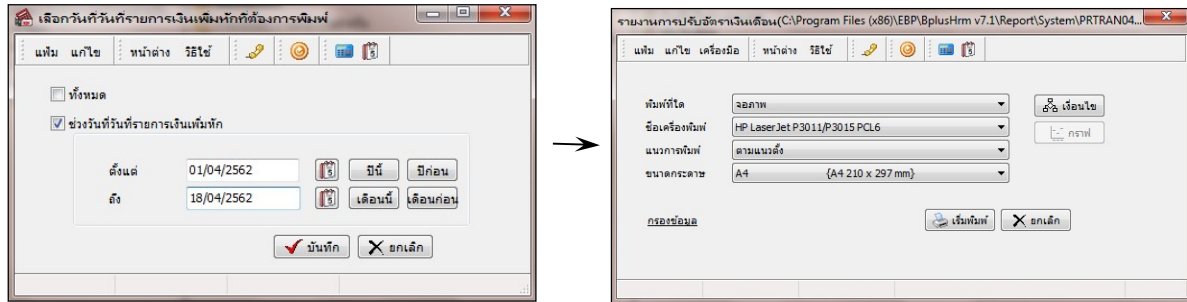 เลือกวันที่วันที่รายการเงินเพิ่มหักที่ต้องการพิมพ์
แฟ้ม แก้ไข หน้าต่าง วิธีใช้
ทั้งหมด
ช่วงวันที่วันที่รายการเงินเพิ่มหัก
ตั้งแต่ 01/04/2562 ปีนี้ ปีก่อน
ถึง 18/04/2562 เดือนนี้ เดือนก่อน
บันทึก ยกเลิก
รายงานการปรับอัตราเงินเดือน(C:\Program Files (x86)\EBP\BplusHrm v7.1\Report\System\PRTRAN04...
แฟ้ม แก้ไข เครื่องมือ หน้าต่าง วิธีใช้
พิมพ์ที่ใด จอภาพ เงื่อนไข
ชื่อเครื่องพิมพ์ HP LaserJet P3011/P3015 PCL6 กราฟ
แนวการพิมพ์ ตามแนวตั้ง
ขนาดกระดาษ A4 {A4 210 x 297 mm}
กรองข้อมูล เริ่มพิมพ์ ยกเลิก